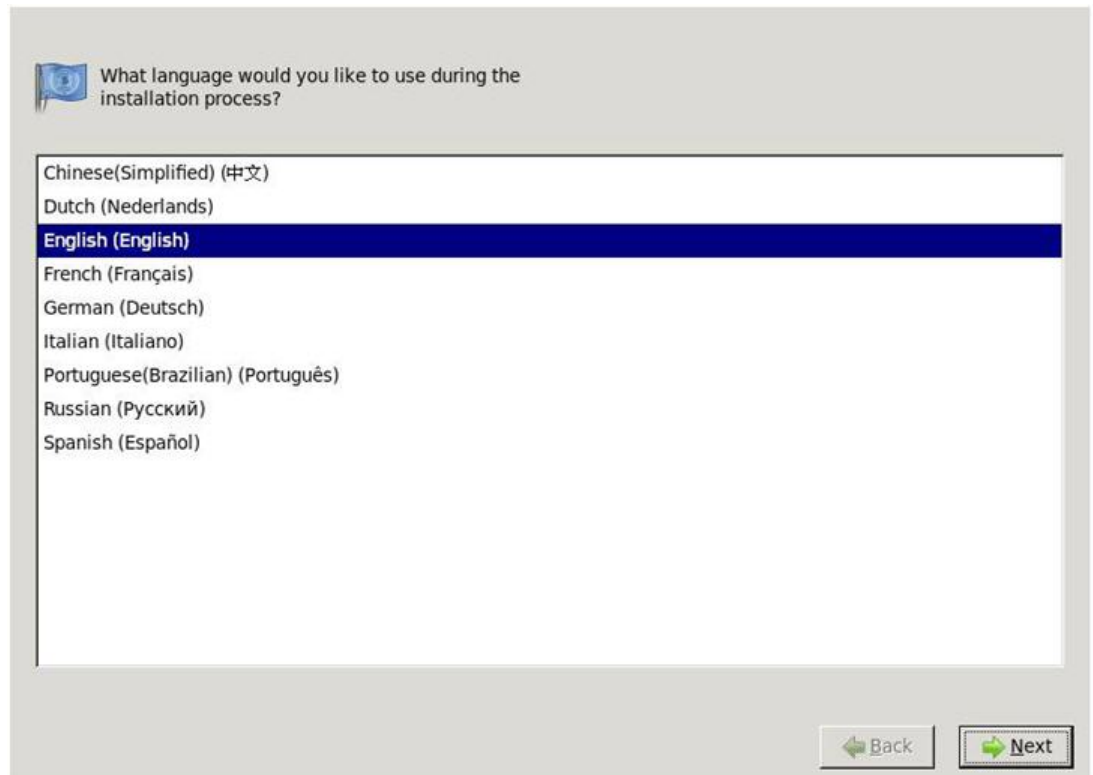 What language would you like to use during the
installation process?
Chinese(Simplified) (中文)
Dutch (Nederlands)
English (English)
French (Français)
German (Deutsch)
Italian (Italiano)
Portuguese(Brazilian) (Português)
Russian (Русский)
Spanish (Español)
Back
Next